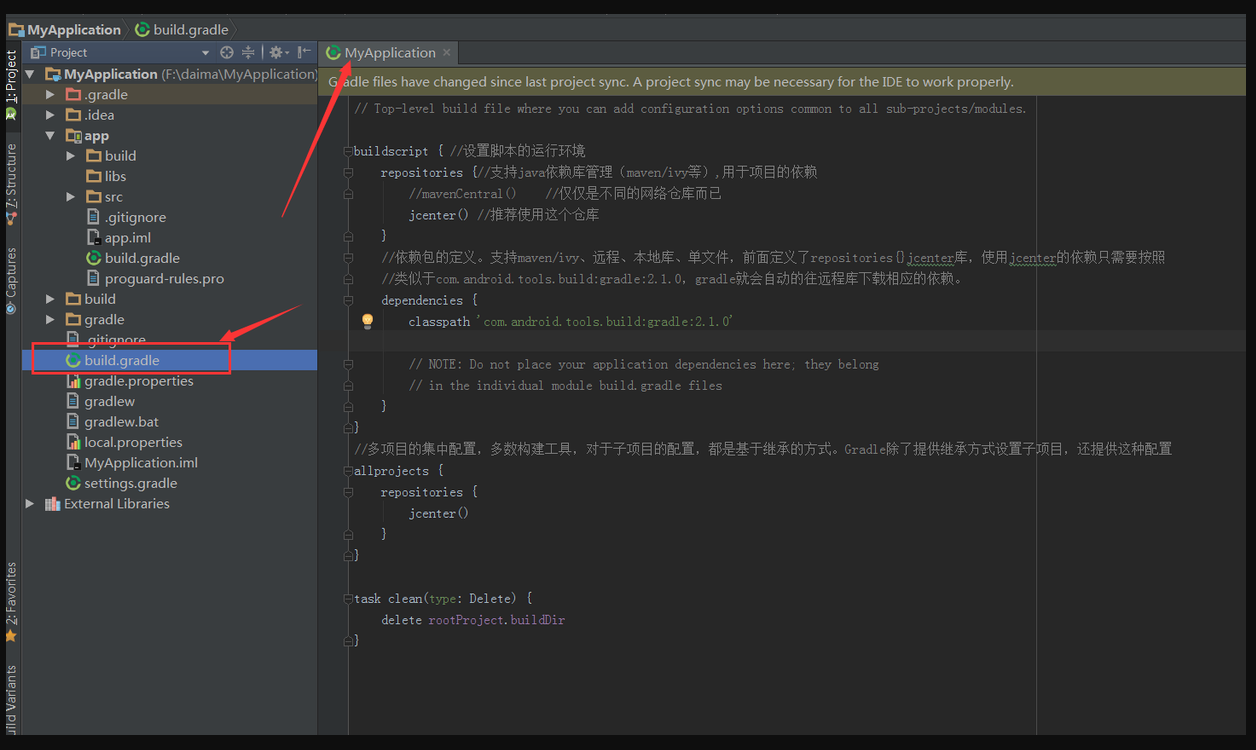 MyApplication build.gradle
Project
MyApplication
1: Project
7: Structure
Captures
2: Favorites
Build Variants
MyApplication (F:\daima\MyApplication)
.gradle
.idea
app
build
libs
src
.gitignore
app.iml
build.gradle
proguard-rules.pro
build
gradle
.gitignore
build.gradle
gradle.properties
gradlew
gradlew.bat
local.properties
MyApplication.iml
settings.gradle
External Libraries
Gradle files have changed since last project sync. A project sync may be necessary for the IDE to work properly.
// Top-level build file where you can add configuration options common to all sub-projects/modules.
buildscript { //设置脚本的运行环境
repositories {//支持java依赖库管理（maven/ivy等）,用于项目的依赖
//mavenCentral() //仅仅是不同的网络仓库而已
jcenter() //推荐使用这个仓库
}
//依赖包的定义。支持maven/ivy、远程、本地库、单文件，前面定义了repositories{}jcenter库，使用jcenter的依赖只需要按照
//类似于com.android.tools.build:gradle:2.1.0，gradle就会自动的往远程库下载相应的依赖。
dependencies {
classpath 'com.android.tools.build:gradle:2.1.0'
// NOTE: Do not place your application dependencies here; they belong
// in the individual module build.gradle files
}
}
//多项目的集中配置，多数构建工具，对于子项目的配置，都是基于继承的方式。Gradle除了提供继承方式设置子项目，还提供这种配置
allprojects {
repositories {
jcenter()
}
}
task clean(type: Delete) {
delete rootProject.buildDir
}